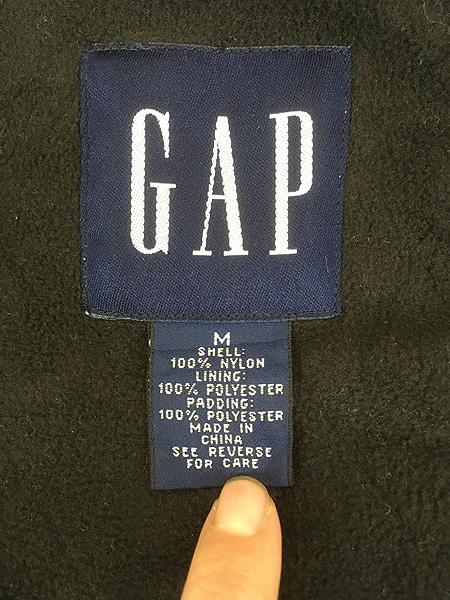 GAP
M
SHELL:
100% NYLON
LINING:
100% POLYESTER
PADDING:
100% POLYESTER
MADE IN
CHINA
SEE REVERSE
FOR CARE